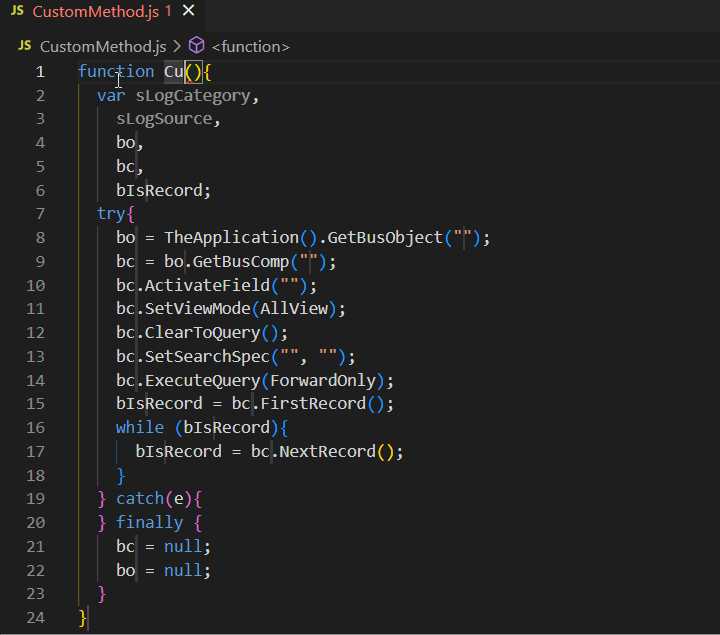 JS CustomMethod.js 1 ×
JS CustomMethod.js > <function>
1 function Cu(){
2 var sLogCategory,
3 sLogSource,
4 bo,
5 bc,
6 bIsRecord;
7 try{
8 bo = TheApplication().GetBusObject("");
9 bc = bo.GetBusComp("");
10 bc.ActivateField("");
11 bc.SetViewMode(AllView);
12 bc.ClearToQuery();
13 bc.SetSearchSpec("", "");
14 bc.ExecuteQuery(ForwardOnly);
15 bIsRecord = bc.FirstRecord();
16 while (bIsRecord){
17 bIsRecord = bc.NextRecord();
18 }
19 } catch(e){
20 } finally {
21 bc = null;
22 bo = null;
23 }
24 }